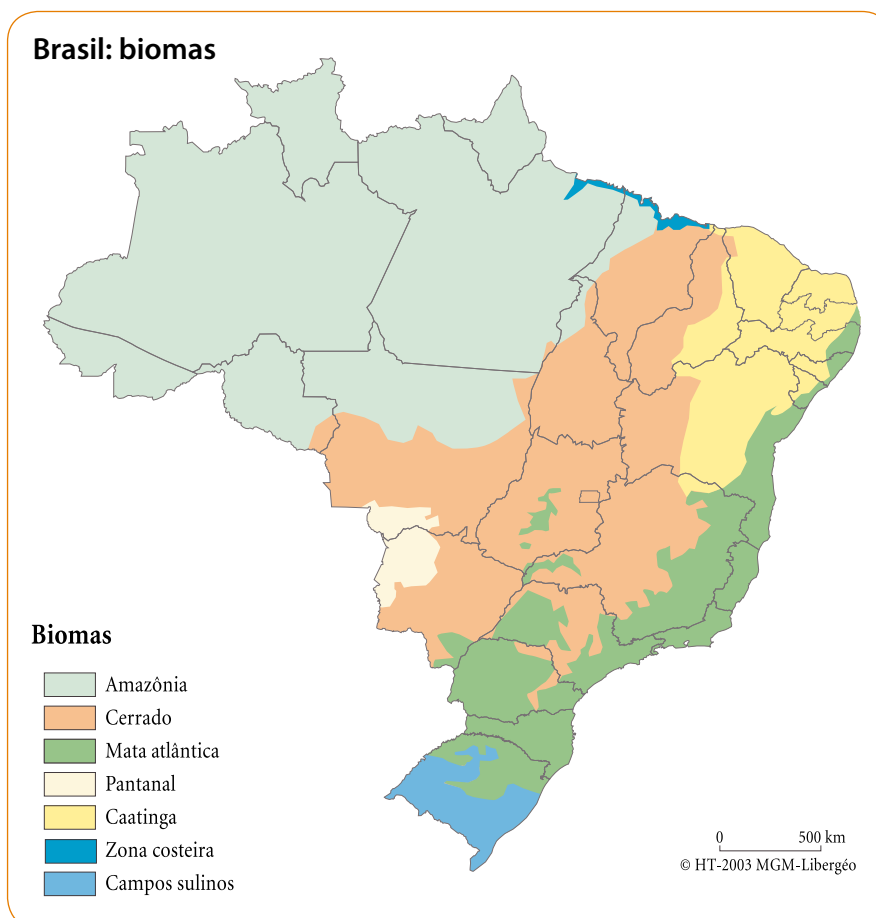 Brasil: biomas
Biomas
Amazônia
Cerrado
Mata atlântica
Pantanal
Caatinga
Zona costeira
Campos sulinos
0 500 km
© HT-2003 MGM-Libergéo